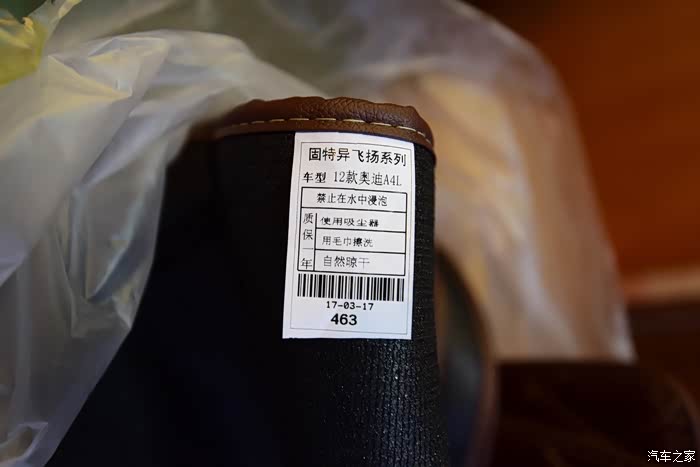 固特异飞扬系列
车型 12款奥迪A4L
禁止在水中浸泡
质保一年
使用吸尘器
用毛巾擦洗
自然晾干
17-03-17
463
汽车之家